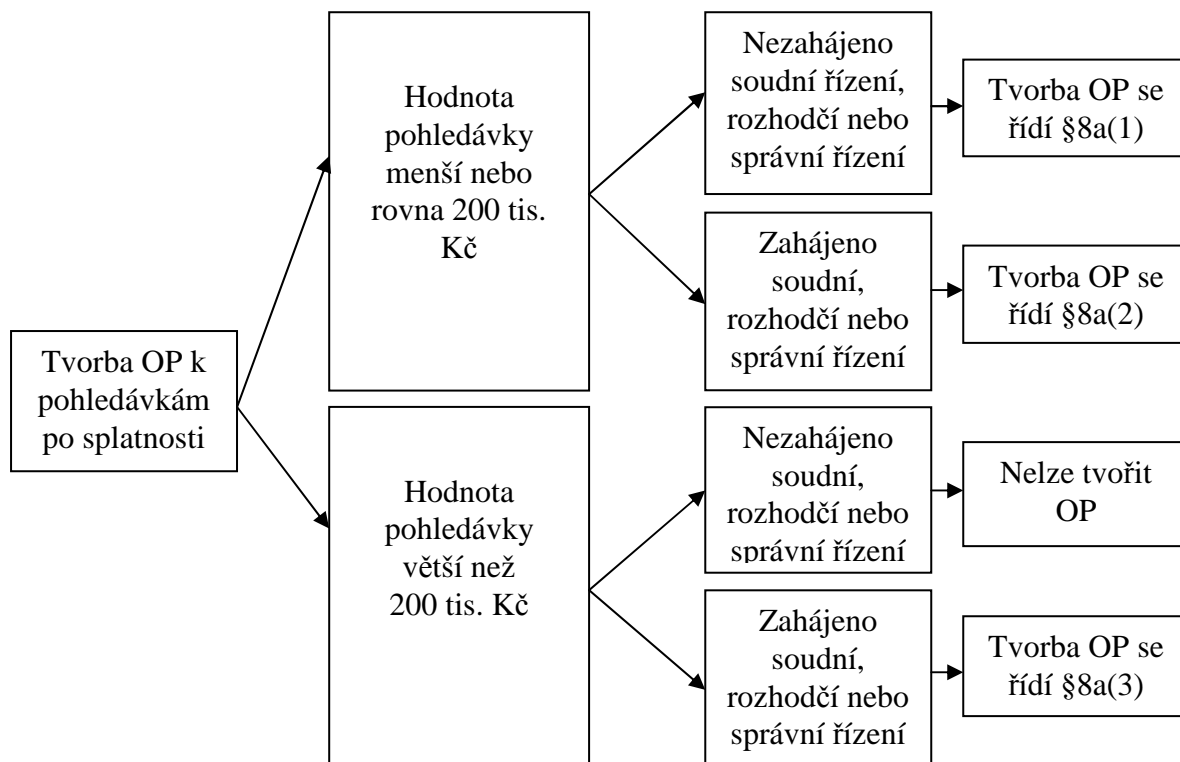 Tvorba OP k
pohledávkám
po splatnosti
Hodnota
pohledávky
menší nebo
rovna 200 tis.
Kč
Nezahájeno
soudní řízení,
rozhodčí nebo
správní řízení
Tvorba OP se
řídí §8a(1)
Zahájeno
soudní,
rozhodčí nebo
správní řízení
Tvorba OP se
řídí §8a(2)
Hodnota
pohledávky
větší než
200 tis. Kč
Nezahájeno
soudní,
rozhodčí nebo
správní řízení
Nelze tvořit
OP
Zahájeno
soudní,
rozhodčí nebo
správní řízení
Tvorba OP se
řídí §8a(3)